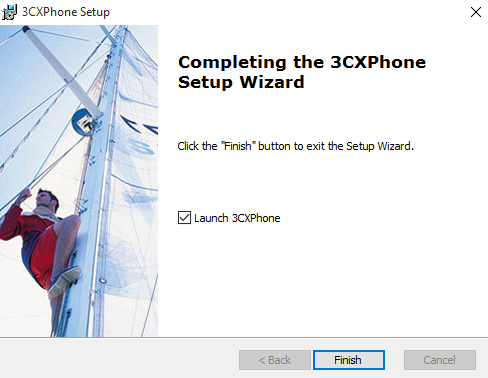 3CXPhone Setup
Completing the 3CXPhone
Setup Wizard
Click the "Finish" button to exit the Setup Wizard.
Launch 3CXPhone
< Back
Finish
Cancel